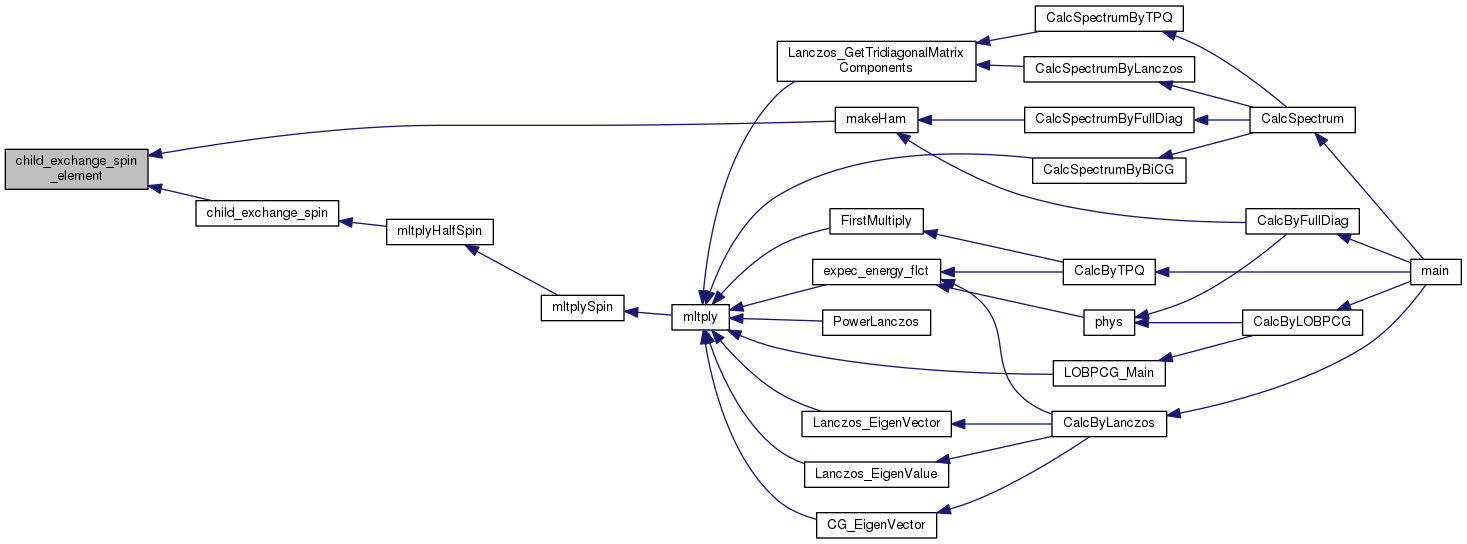 child_exchange_spin
_element
child_exchange_spin
mltplyHalfSpin
mltplySpin
mltply
Lanczos_GetTridiagonalMatrix
Components
makeHam
FirstMultiply
expec_energy_flct
PowerLanczos
Lanczos_EigenVector
Lanczos_EigenValue
CG_EigenVector
CalcSpectrumByTPQ
CalcSpectrumByLanczos
CalcSpectrumByFullDiag
CalcSpectrumByBiCG
CalcByTPQ
phys
LOBPCG_Main
CalcByLanczos
CalcSpectrum
CalcByFullDiag
CalcByLOBPCG
main